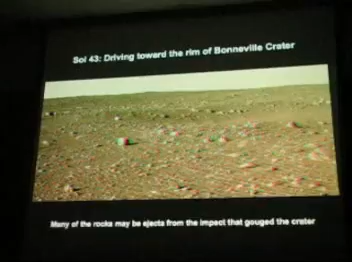 Sol 43: Driving toward the rim of Bonneville Crater
Many of the rocks may be ejecta from the impact that gouged the crater